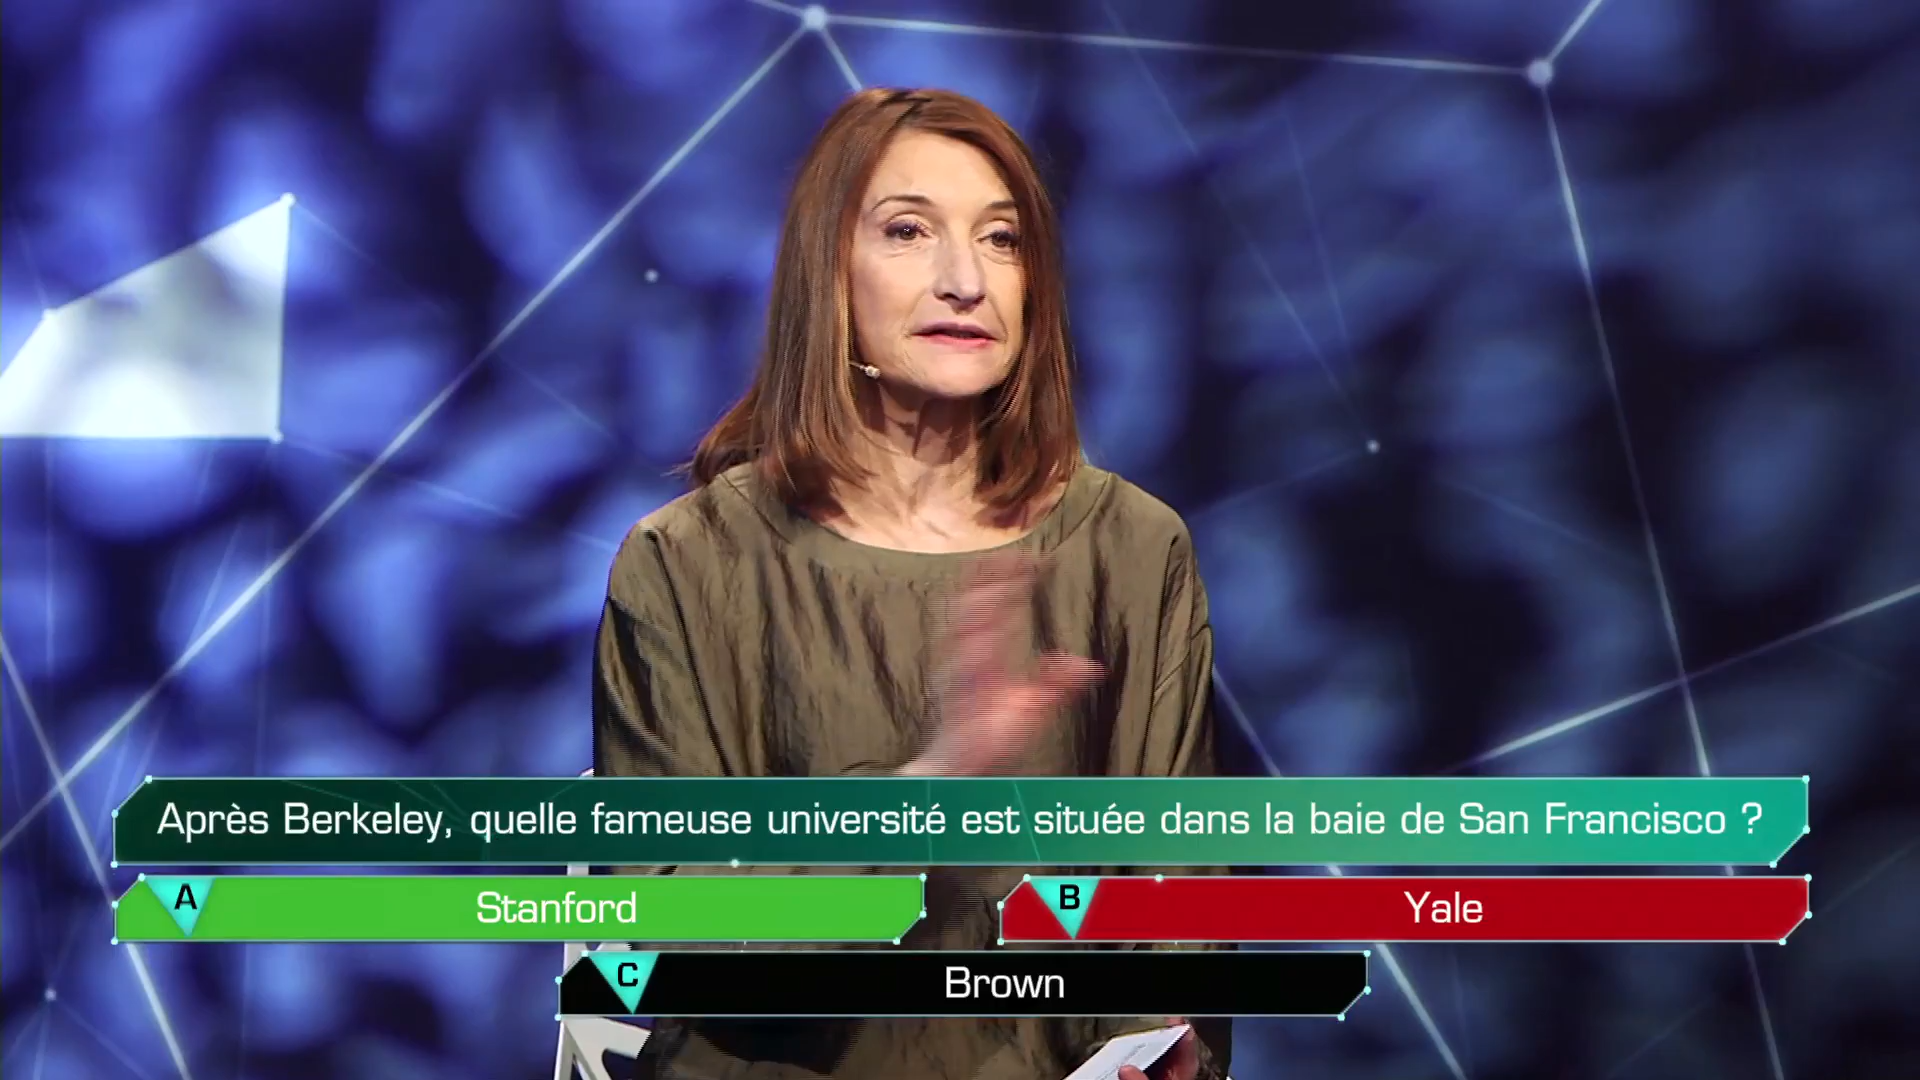 Après Berkeley, quelle fameuse université est située dans la baie de San Francisco ?
A Stanford
B Yale
C Brown